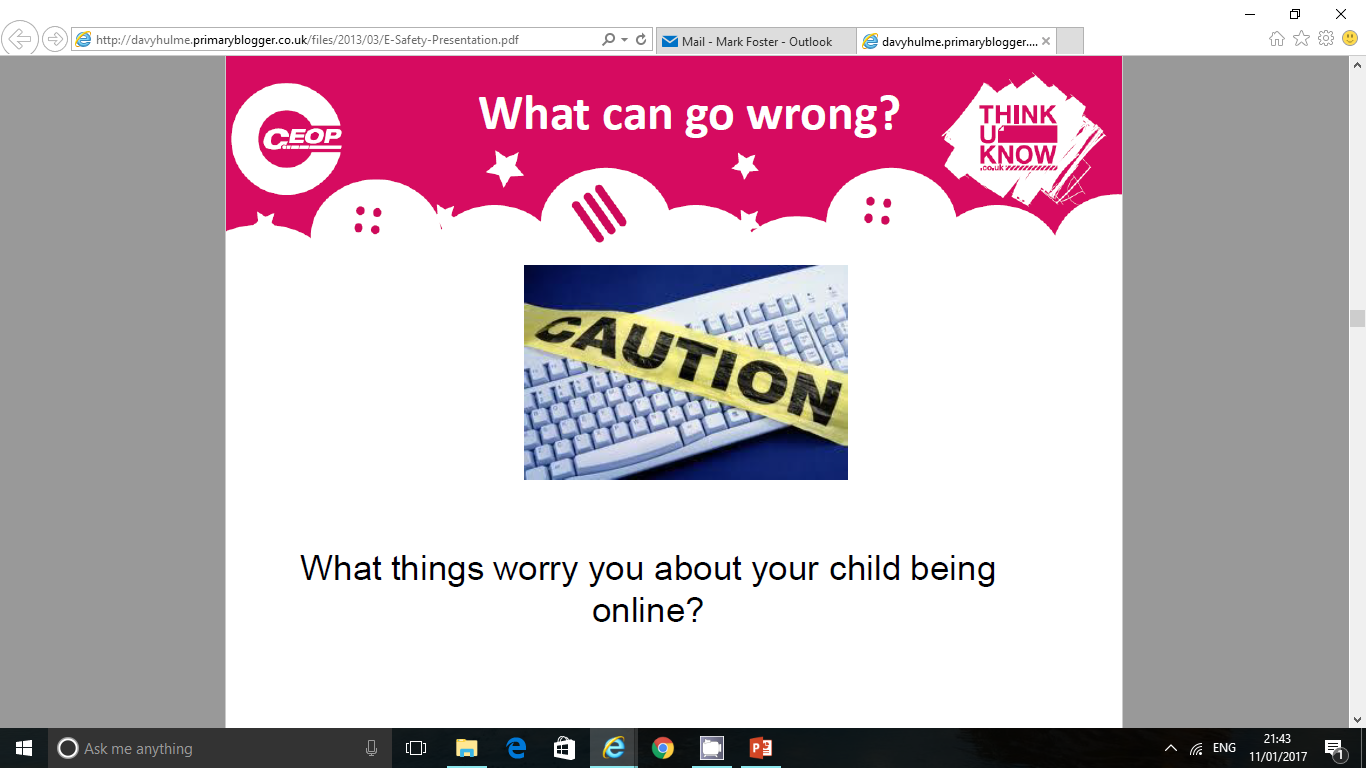 http://davyhulme.primaryblogger.co.uk/files/2013/03/E-Safety-Presentation.pdf
Mail - Mark Foster - Outlook
davyhulme.primaryblogger....
What can go wrong?
CEOP
THINK
U
KNOW
.co.uk
CAUTION
What things worry you about your child being
online?
Ask me anything
ENG
21:43
11/01/2017
1